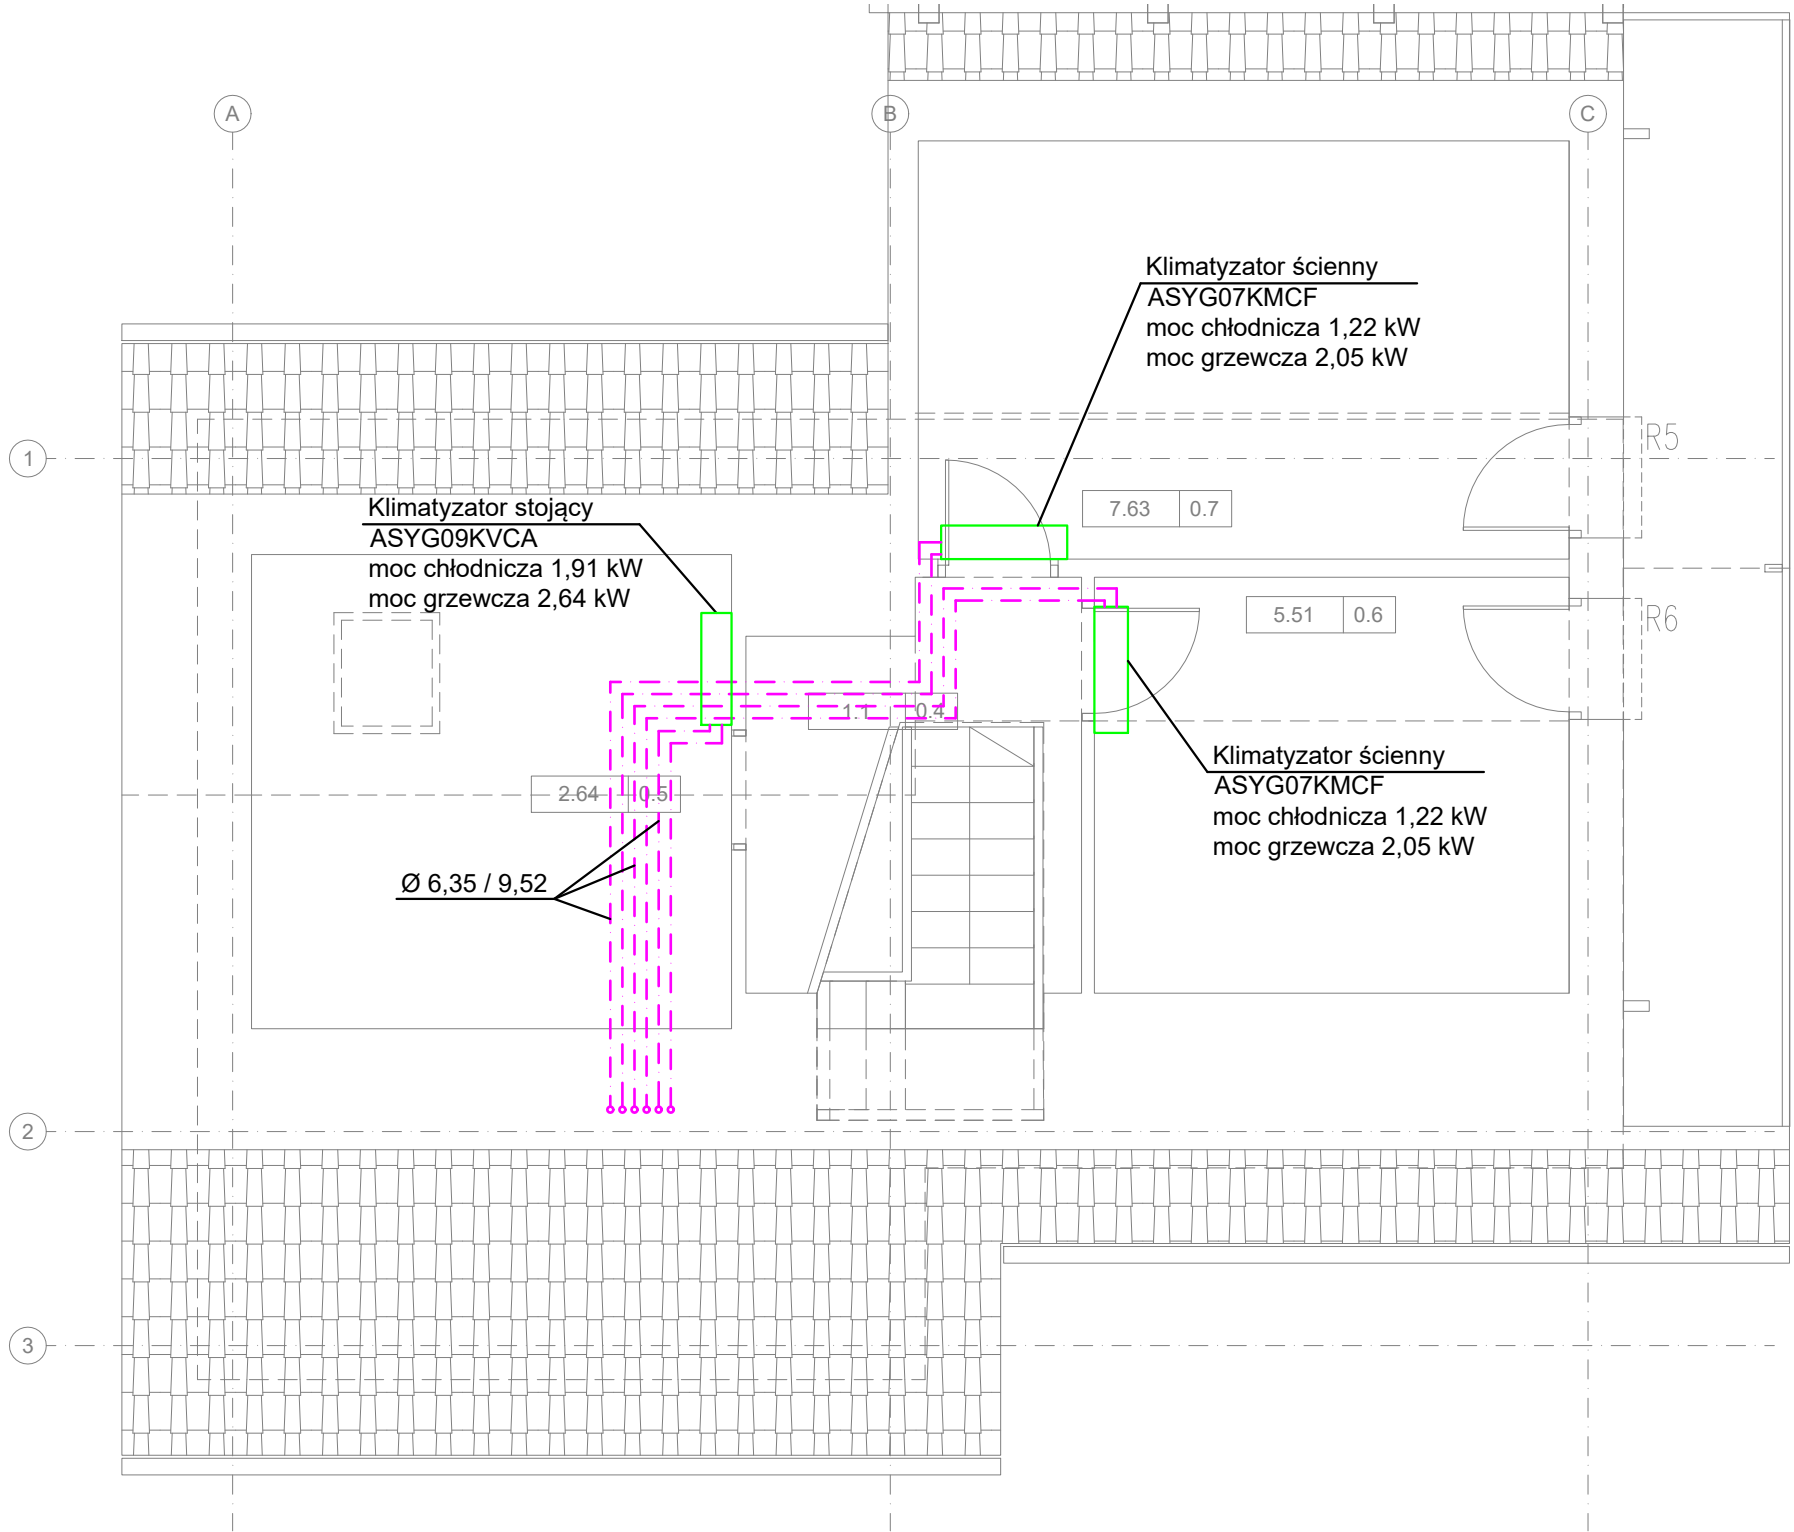 A
B
C
Klimatyzator ścienny
ASYG07KMCF
moc chłodnicza 1,22 kW
moc grzewcza 2,05 kW
1
R5
Klimatyzator stojący
ASYG09KVCA
moc chłodnicza 1,91 kW
moc grzewcza 2,64 kW
7.63 0.7
5.51 0.6
R6
1.1 0.4
Klimatyzator ścienny
ASYG07KMCF
moc chłodnicza 1,22 kW
moc grzewcza 2,05 kW
2.64 0.5
Ø 6,35 / 9,52
2
3